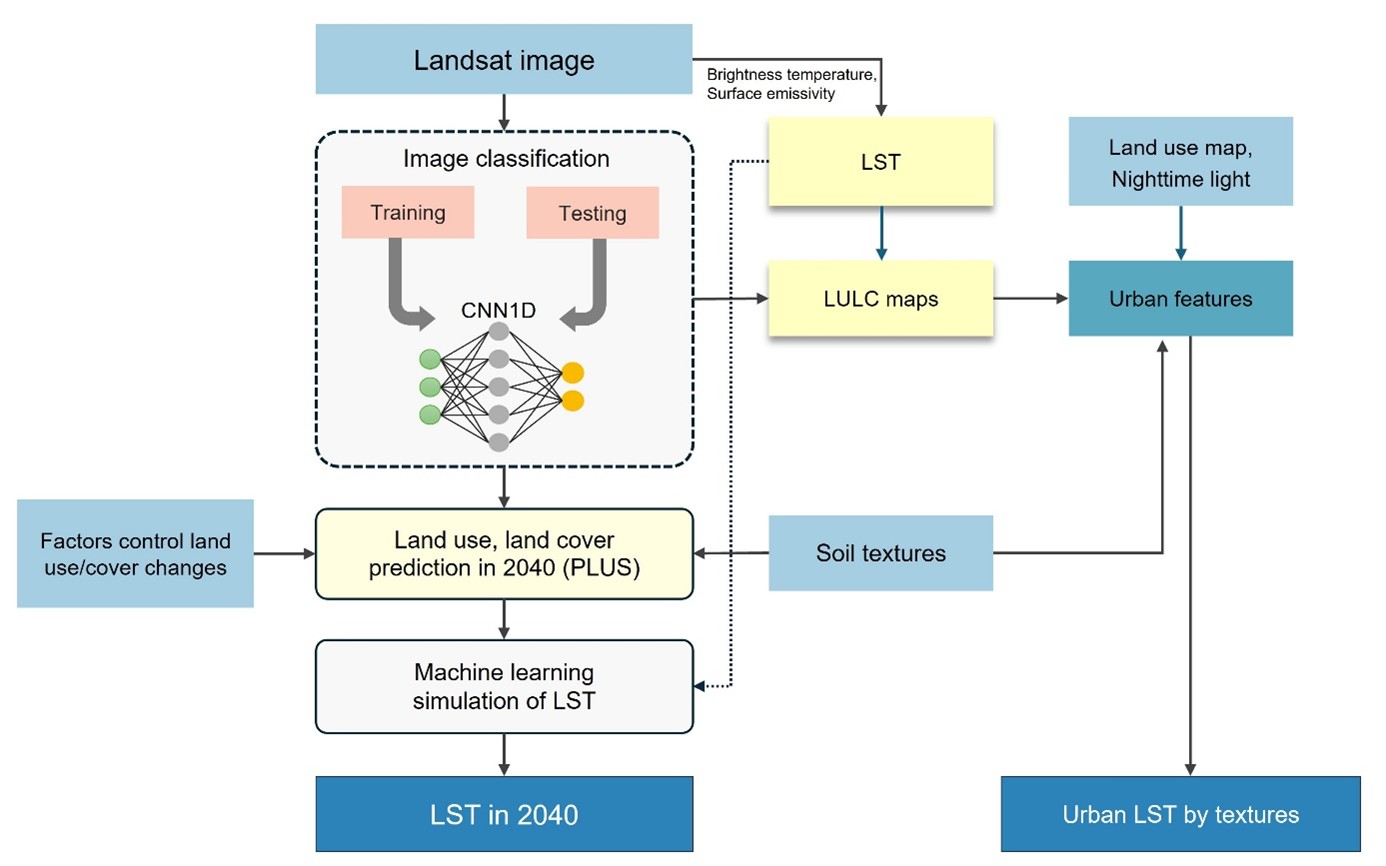 Landsat image
Brightness temperature,
Surface emissivity
Image classification
LST
Land use map,
Nighttime light
Training
Testing
CNN1D
LULC maps
Urban features
Factors control land
use/cover changes
Land use, land cover
prediction in 2040 (PLUS)
Soil textures
Machine learning
simulation of LST
LST in 2040
Urban LST by textures